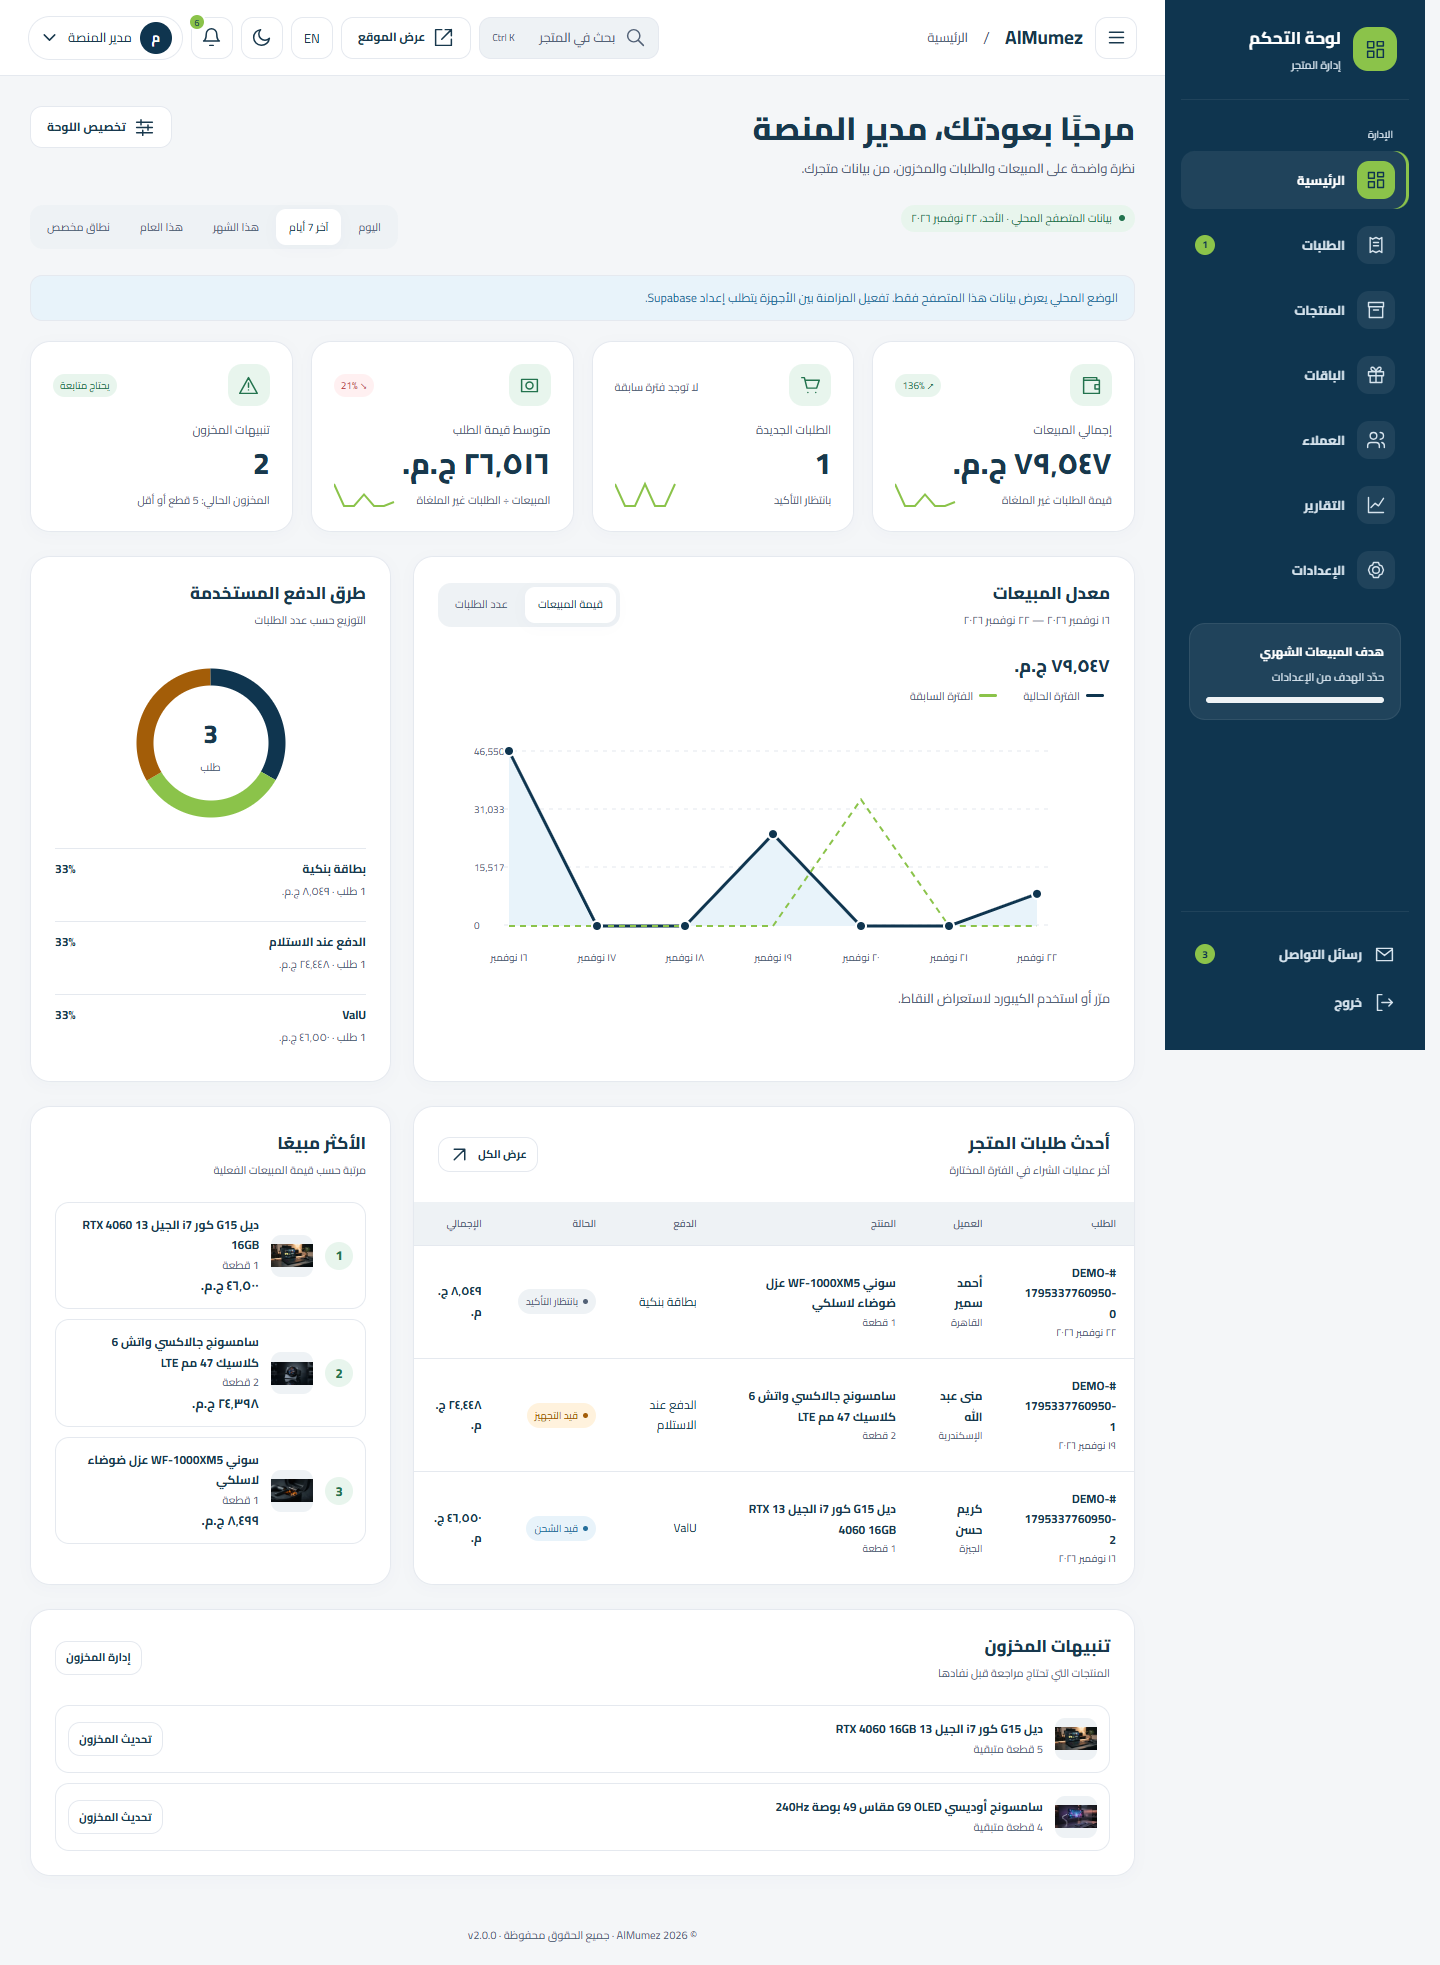 لوحة التحكم
إدارة المتجر
الإدارة
الرئيسية
الطلبات
1
المنتجات
الباقات
العملاء
التقارير
الإعدادات
هدف المبيعات الشهري
حدّد الهدف من الإعدادات
رسائل التواصل
3
خروج
AlMumez / الرئيسية
بحث في المتجر Ctrl K
عرض الموقع
EN
6
م مدير المنصة
مرحبًا بعودتك، مدير المنصة
نظرة واضحة على المبيعات والطلبات والمخزون، من بيانات متجرك.
تخصيص اللوحة
بيانات المتصفح المحلي · الأحد، ٢٢ نوفمبر ٢٠٢٦
اليوم
آخر 7 أيام
هذا الشهر
هذا العام
نطاق مخصص
الوضع المحلي يعرض بيانات هذا المتصفح فقط. تفعيل المزامنة بين الأجهزة يتطلب إعداد Supabase.
↗ 136%
إجمالي المبيعات
٧٩,٥٤٧ ج.م.
قيمة الطلبات غير الملغاة
لا توجد فترة سابقة
الطلبات الجديدة
1
بانتظار التأكيد
↘ 21%
متوسط قيمة الطلب
٢٦,٥١٦ ج.م.
المبيعات ÷ الطلبات غير الملغاة
يحتاج متابعة
تنبيهات المخزون
2
المخزون الحالي: 5 قطع أو أقل
معدل المبيعات
١٦ نوفمبر ٢٠٢٦ — ٢٢ نوفمبر ٢٠٢٦
قيمة المبيعات
عدد الطلبات
٧٩,٥٤٧ ج.م.
الفترة الحالية
الفترة السابقة
46,550
31,033
15,517
0
١٦ نوفمبر
١٧ نوفمبر
١٨ نوفمبر
١٩ نوفمبر
٢٠ نوفمبر
٢١ نوفمبر
٢٢ نوفمبر
مرّر أو استخدم الكيبورد لاستعراض النقاط.
طرق الدفع المستخدمة
التوزيع حسب عدد الطلبات
3
طلب
بطاقة بنكية 33%
1 طلب · ٨,٥٤٩ ج.م.
الدفع عند الاستلام 33%
1 طلب · ٢٤,٤٤٨ ج.م.
ValU 33%
1 طلب · ٤٦,٥٥٠ ج.م.
أحدث طلبات المتجر
آخر عمليات الشراء في الفترة المختارة
عرض الكل
الطلب العميل المنتج الدفع الحالة الإجمالي
#DEMO-
1795337760950-
0
٢٢ نوفمبر ٢٠٢٦
أحمد
سمير
القاهرة
سوني WF-1000XM5 عزل
ضوضاء لاسلكي
1 قطعة
بطاقة بنكية
بانتظار التأكيد
٨,٥٤٩ ج.
م.
#DEMO-
1795337760950-
1
١٩ نوفمبر ٢٠٢٦
منى عبد
الله
الإسكندرية
سامسونج جالاكسي واتش 6
كلاسيك 47 مم LTE
2 قطعة
الدفع عند
الاستلام
قيد التجهيز
٢٤,٤٤٨ ج.
م.
#DEMO-
1795337760950-
2
١٦ نوفمبر ٢٠٢٦
كريم
حسن
الجيزة
ديل G15 كور i7 الجيل 13 RTX
4060 16GB
1 قطعة
ValU
قيد الشحن
٤٦,٥٥٠ ج.
م.
الأكثر مبيعًا
مرتبة حسب قيمة المبيعات الفعلية
1
ديل G15 كور i7 الجيل 13 RTX 4060
16GB
1 قطعة
٤٦,٥٠٠ ج.م.
2
سامسونج جالاكسي واتش 6
كلاسيك 47 مم LTE
2 قطعة
٢٤,٣٩٨ ج.م.
3
سوني WF-1000XM5 عزل ضوضاء
لاسلكي
1 قطعة
٨,٤٩٩ ج.م.
تنبيهات المخزون
المنتجات التي تحتاج مراجعة قبل نفادها
إدارة المخزون
ديل G15 كور i7 الجيل 13 RTX 4060 16GB
5 قطعة متبقية
تحديث المخزون
سامسونج أوديسي G9 OLED مقاس 49 بوصة 240Hz
4 قطعة متبقية
تحديث المخزون
© 2026 AlMumez · جميع الحقوق محفوظة · v2.0.0